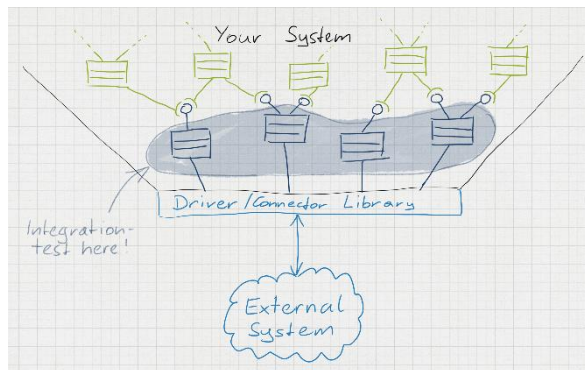 Your System
Driver/Connector Library
Integration-
test here!
External
System